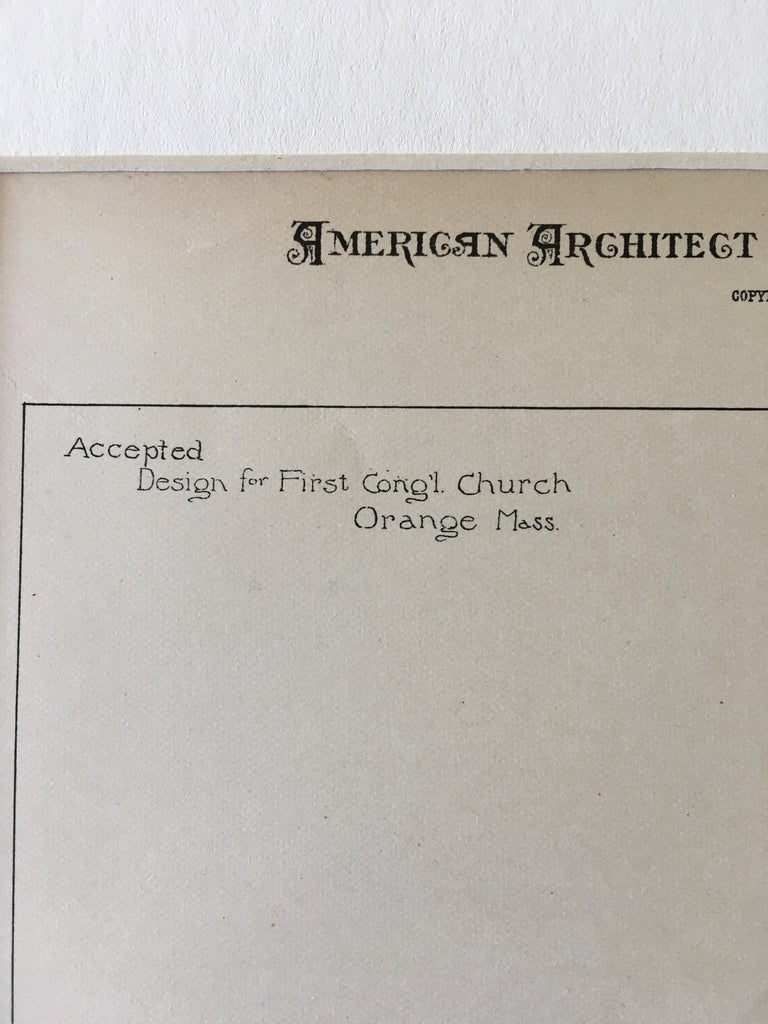 AMERICAN ARCHITECT
Accepted
Design for First Cong'l. Church
Orange Mass.